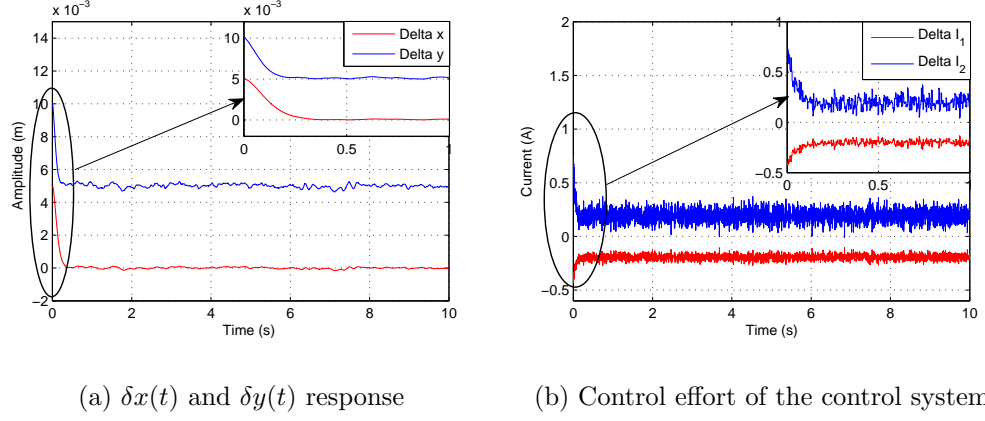 x 10⁻³
14
12
10
8
6
4
2
0
−2
0 2 4 6 8 10
Time (s)
Amplitude (m)
x 10⁻³
10
5
0
0 0.5 1
Delta x
Delta y
(a) δx(t) and δy(t) response
2
1.5
1
0.5
0
−0.5
0 2 4 6 8 10
Time (s)
Current (A)
1
0.5
0
−0.5
0 0.5 1
Delta I₁
Delta I₂
(b) Control effort of the control system